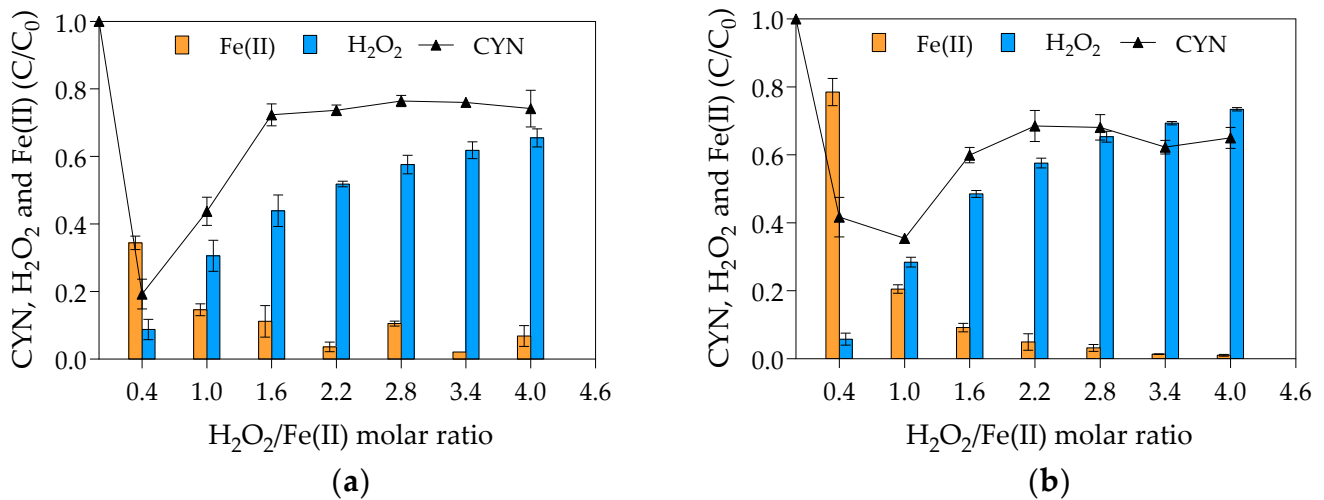 CYN, H₂O₂ and Fe(II) (C/C₀)
1.0
0.8
0.6
0.4
0.2
0.0
Fe(II) H₂O₂ CYN
0.4 1.0 1.6 2.2 2.8 3.4 4.0 4.6
H₂O₂/Fe(II) molar ratio
(a)
CYN, H₂O₂ and Fe(II) (C/C₀)
1.0
0.8
0.6
0.4
0.2
0.0
Fe(II) H₂O₂ CYN
0.4 1.0 1.6 2.2 2.8 3.4 4.0 4.6
H₂O₂/Fe(II) molar ratio
(b)